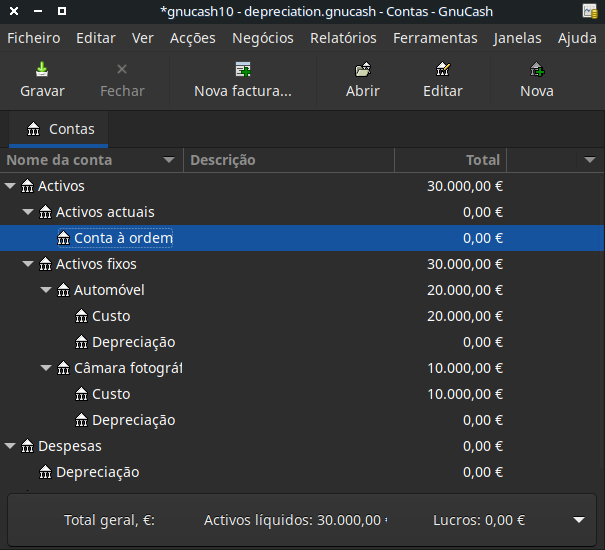 *gnucash10 - depreciation.gnucash - Contas - GnuCash
Ficheiro Editar Ver Acções Negócios Relatórios Ferramentas Janelas Ajuda
Gravar Fechar Nova factura... Abrir Editar Nova
Contas
Nome da conta Descrição Total
Activos 30.000,00 €
Activos actuais 0,00 €
Conta à ordem 0,00 €
Activos fixos 30.000,00 €
Automóvel 20.000,00 €
Custo 20.000,00 €
Depreciação 0,00 €
Câmara fotográf 10.000,00 €
Custo 10.000,00 €
Depreciação 0,00 €
Despesas 0,00 €
Depreciação 0,00 €
Total geral, €: Activos líquidos: 30.000,00 Lucros: 0,00 €